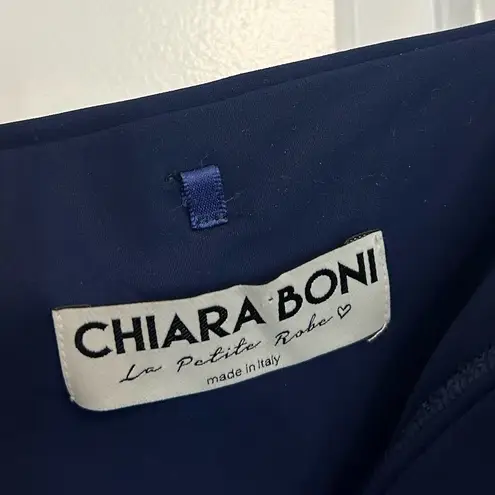 CHIARA BONI
La Petite Robe ♡
made in Italy